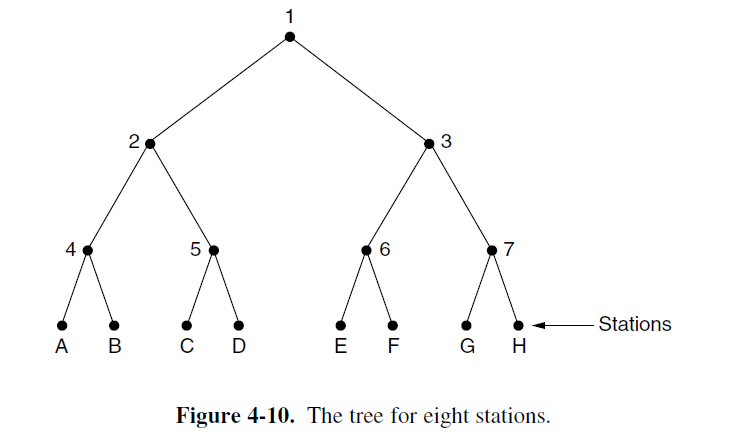 1
2 3
4 5 6 7
Stations
A B C D E F G H
Figure 4-10. The tree for eight stations.